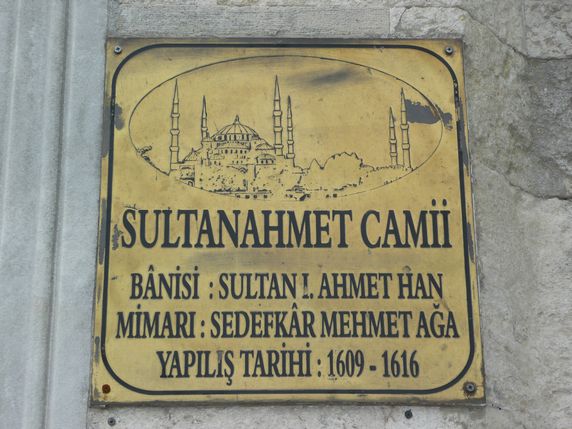 SULTANAHMET CAMİİ
BÂNİSİ : SULTAN I. AHMET HAN
MİMARI : SEDEFKÂR MEHMET AĞA
YAPILIŞ TARİHİ : 1609 - 1616